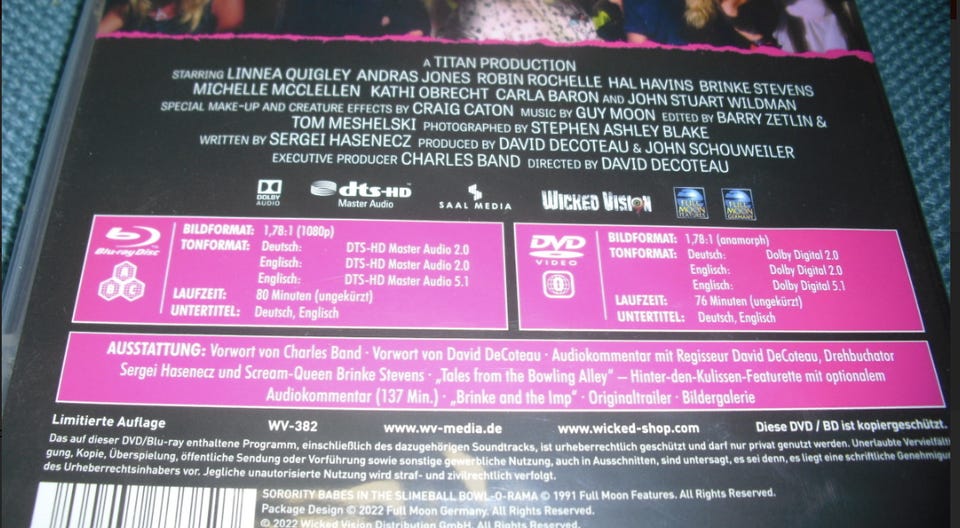 A TITAN PRODUCTION
STARRING LINNEA QUIGLEY ANDRAS JONES ROBIN ROCHELLE HAL HAVINS BRINKE STEVENS
MICHELLE MCCLELLEN KATHI OBRECHT CARLA BARON AND JOHN STUART WILDMAN
SPECIAL MAKE-UP AND CREATURE EFFECTS BY CRAIG CATON MUSIC BY GUY MOON EDITED BY BARRY ZETLIN &
TOM MESHELSKI PHOTOGRAPHED BY STEPHEN ASHLEY BLAKE
WRITTEN BY SERGEI HASENECZ PRODUCED BY DAVID DECOTEAU & JOHN SCHOUWEILER
EXECUTIVE PRODUCER CHARLES BAND DIRECTED BY DAVID DECOTEAU
DOLBY AUDIO
dts-HD Master Audio
SAAL MEDIA
WICKED VISION
FULL MOON FEATURES
FULL MOON GERMANY
Blu-ray Disc
BILDFORMAT: 1,78:1 (1080p)
TONFORMAT: Deutsch: DTS-HD Master Audio 2.0
Englisch: DTS-HD Master Audio 2.0
Englisch: DTS-HD Master Audio 5.1
LAUFZEIT: 80 Minuten (ungekürzt)
UNTERTITEL: Deutsch, Englisch
A B C
DVD VIDEO
0
BILDFORMAT: 1,78:1 (anamorph)
TONFORMAT: Deutsch: Dolby Digital 2.0
Englisch: Dolby Digital 2.0
Englisch: Dolby Digital 5.1
LAUFZEIT: 76 Minuten (ungekürzt)
UNTERTITEL: Deutsch, Englisch
AUSSTATTUNG: Vorwort von Charles Band · Vorwort von David DeCoteau · Audiokommentar mit Regisseur David DeCoteau, Drehbuchator
Sergei Hasenecz und Scream-Queen Brinke Stevens · „Tales from the Bowling Alley“ – Hinter-den-Kulissen-Featurette mit optionalem
Audiokommentar (137 Min.) · „Brinke and the Imp“ · Originaltrailer · Bildergalerie
Limitierte Auflage WV-382 www.wv-media.de www.wicked-shop.com Diese DVD / BD ist kopiergeschützt.
Das auf dieser DVD/Blu-ray enthaltene Programm, einschließlich des dazugehörigen Soundtracks, ist urheberrechtlich geschützt und darf nur privat genutzt werden. Unerlaubte Vervielfälti
gung, Kopie, Überspielung, öffentliche Sendung oder Vorführung sowie sonstige gewerbliche Nutzung, auch in Ausschnitten, sind untersagt, es sei denn, es liegt eine schriftliche Genehmigun
des Urheberrechtsinhabers vor. Jegliche unautorisierte Nutzung wird straf- und zivilrechtlich verfolgt.
SORORITY BABES IN THE SLIMEBALL BOWL-O-RAMA © 1991 Full Moon Features. All Rights Reserved.
Package Design © 2022 Full Moon Germany. All Rights Reserved.
© 2022 Wicked Vision Distribution GmbH. All Rights Reserved.